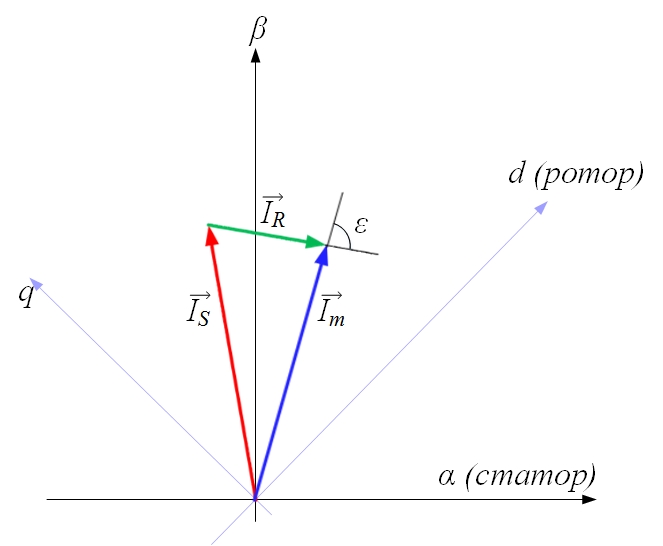 β
d (ротор)
I_R
ε
q
I_S
I_m
α (статор)